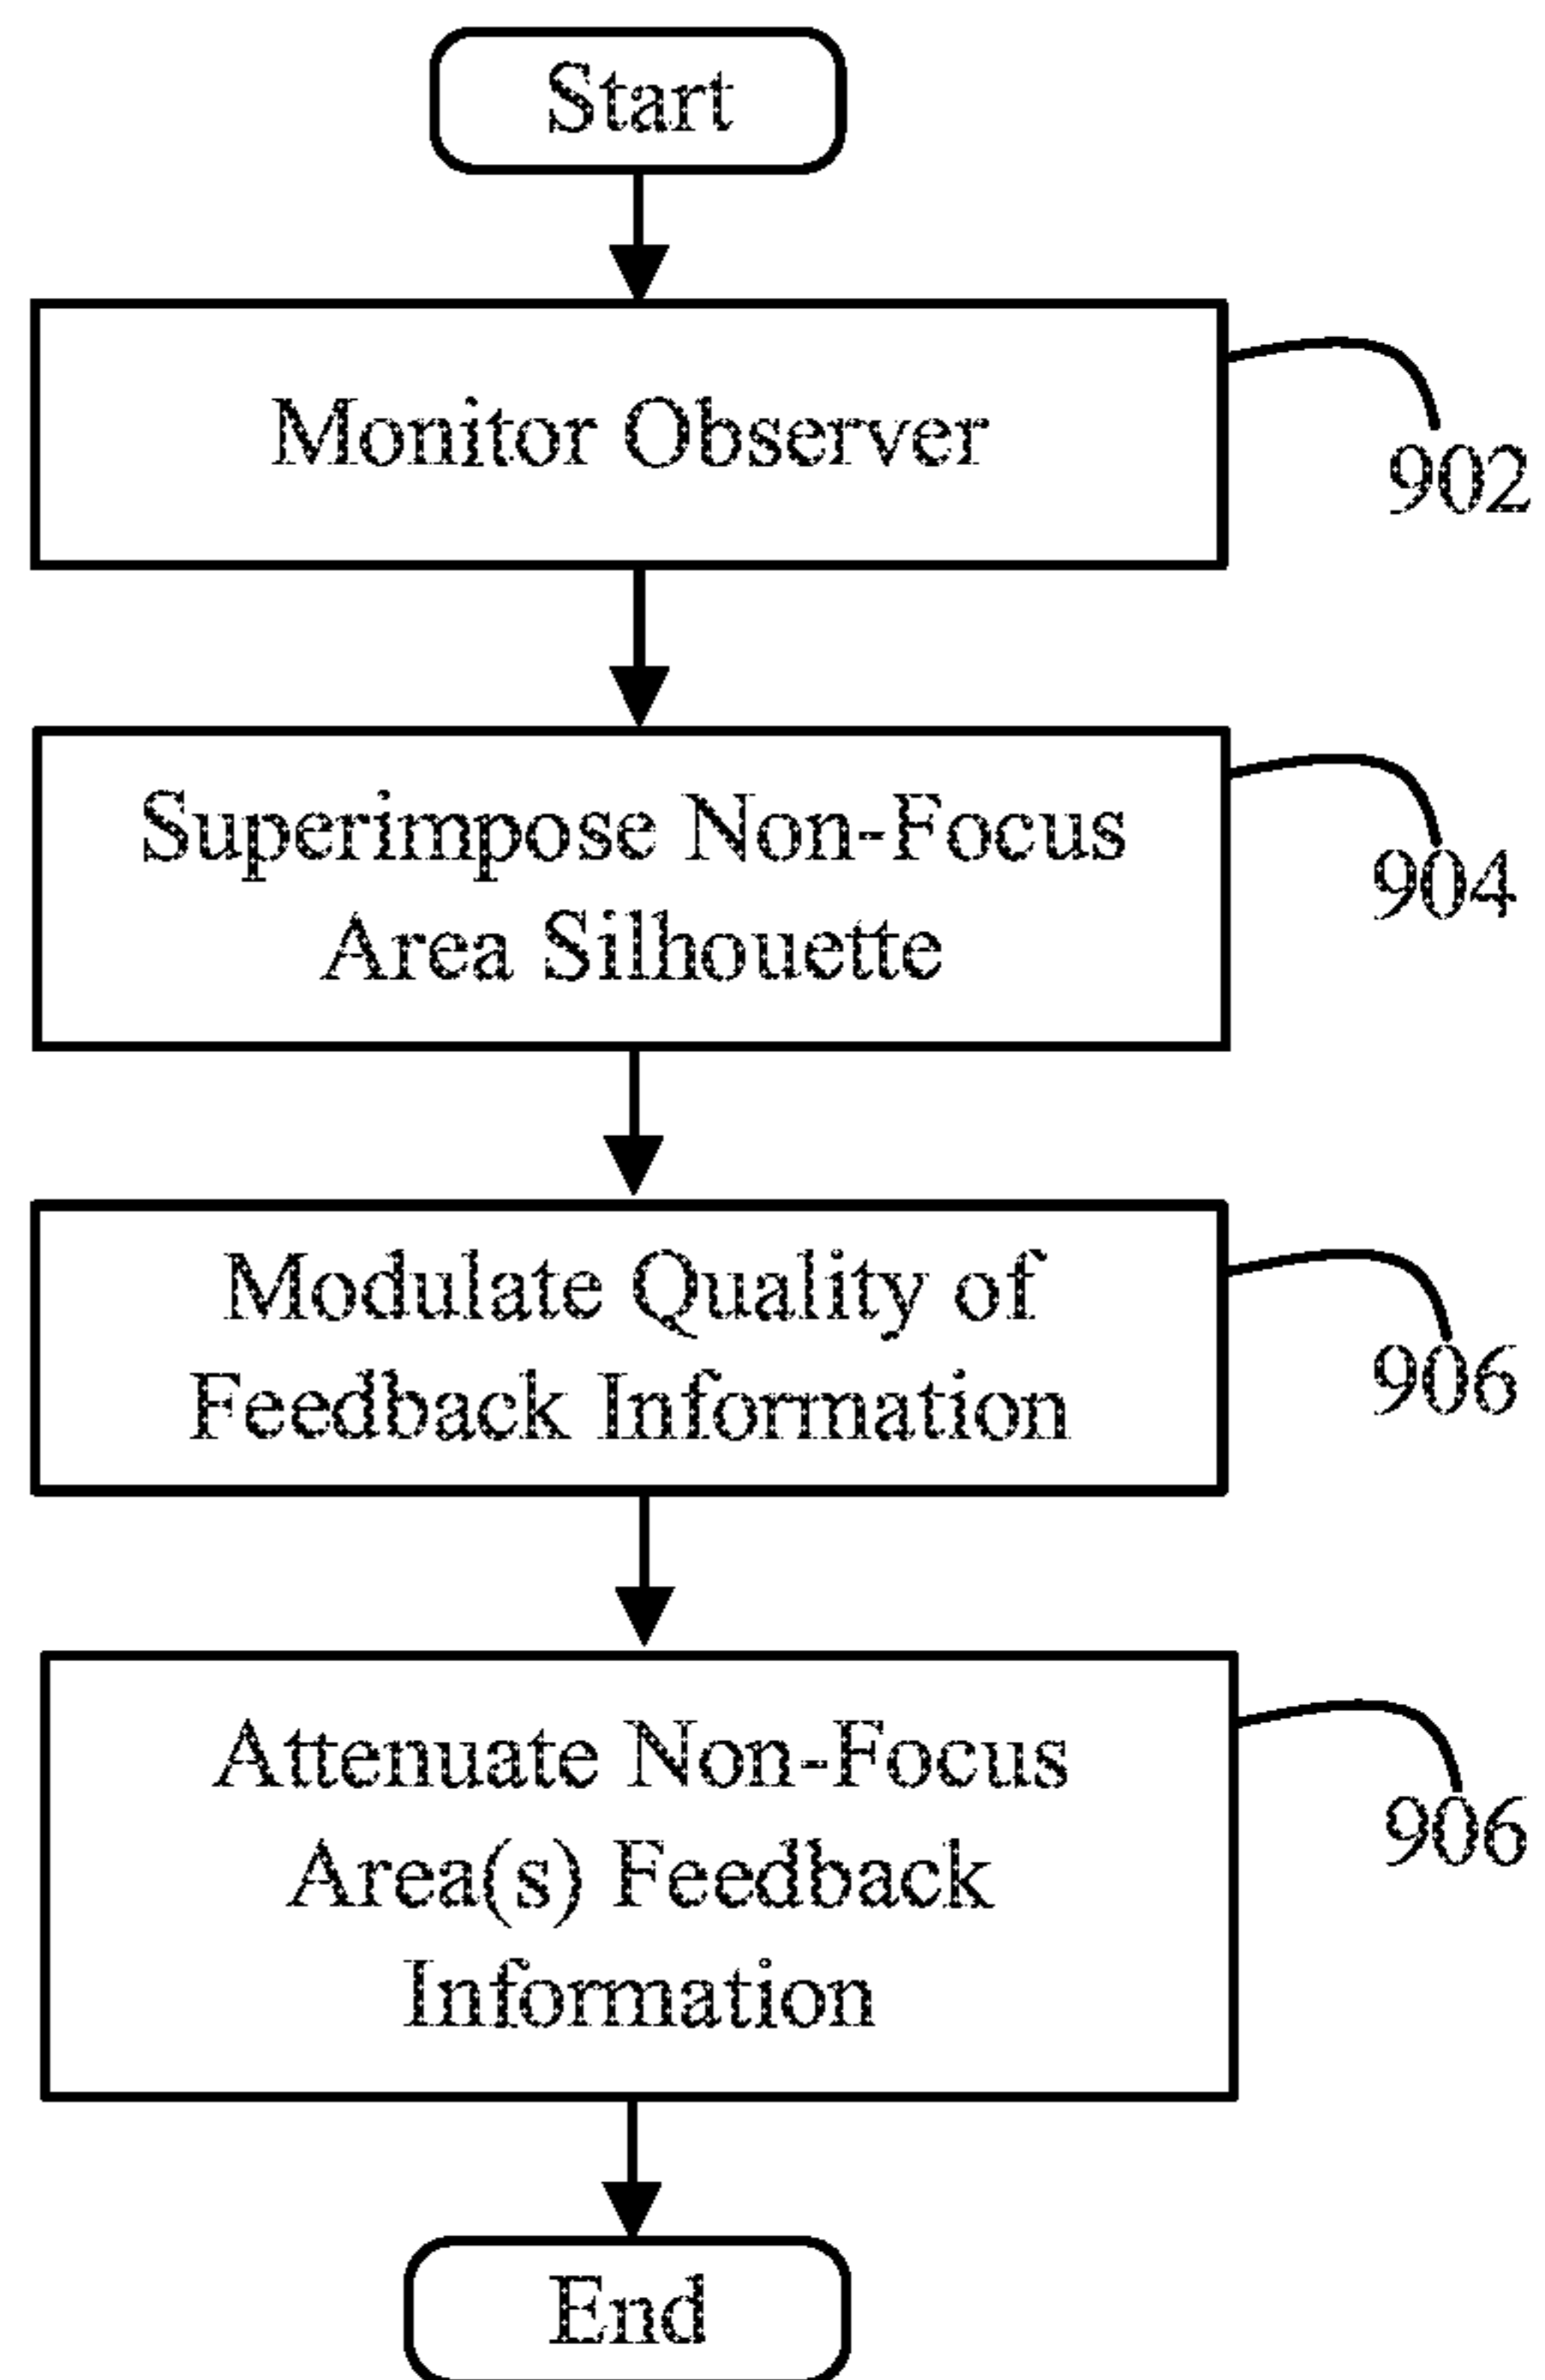 Start
Monitor Observer
902
Superimpose Non-Focus
Area Silhouette
904
Modulate Quality of
Feedback Information
906
Attenuate Non-Focus
Area(s) Feedback
Information
906
End